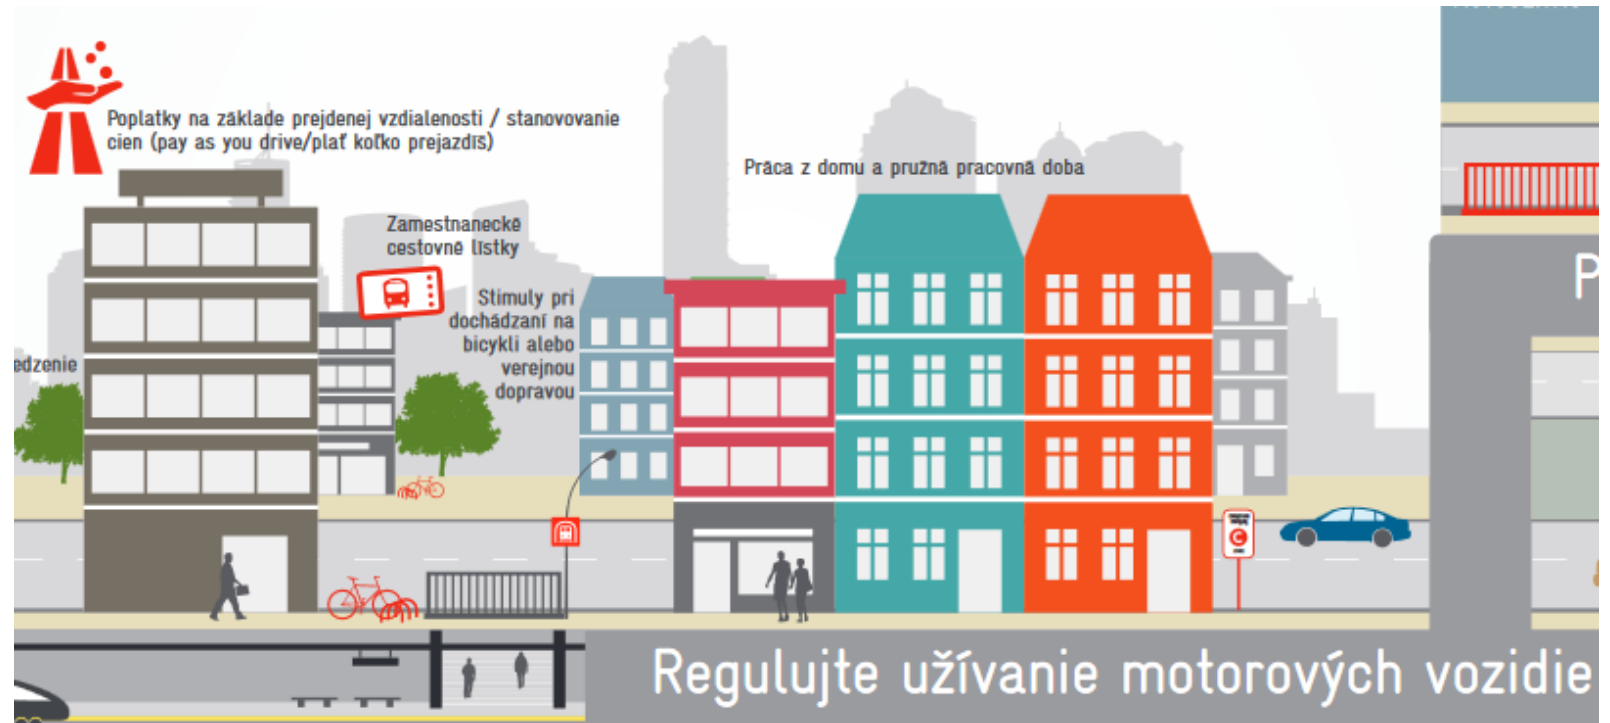 Poplatky na základe prejdenej vzdialenosti / stanovovanie
cien (pay as you drive/plať koľko prejazdíš)
Práca z domu a pružná pracovná doba
Zamestnanecké
cestovné lístky
Stimuly pri
dochádzaní na
bicykli alebo
verejnou
dopravou
edzenie
C
P
Regulujte užívanie motorových vozidie